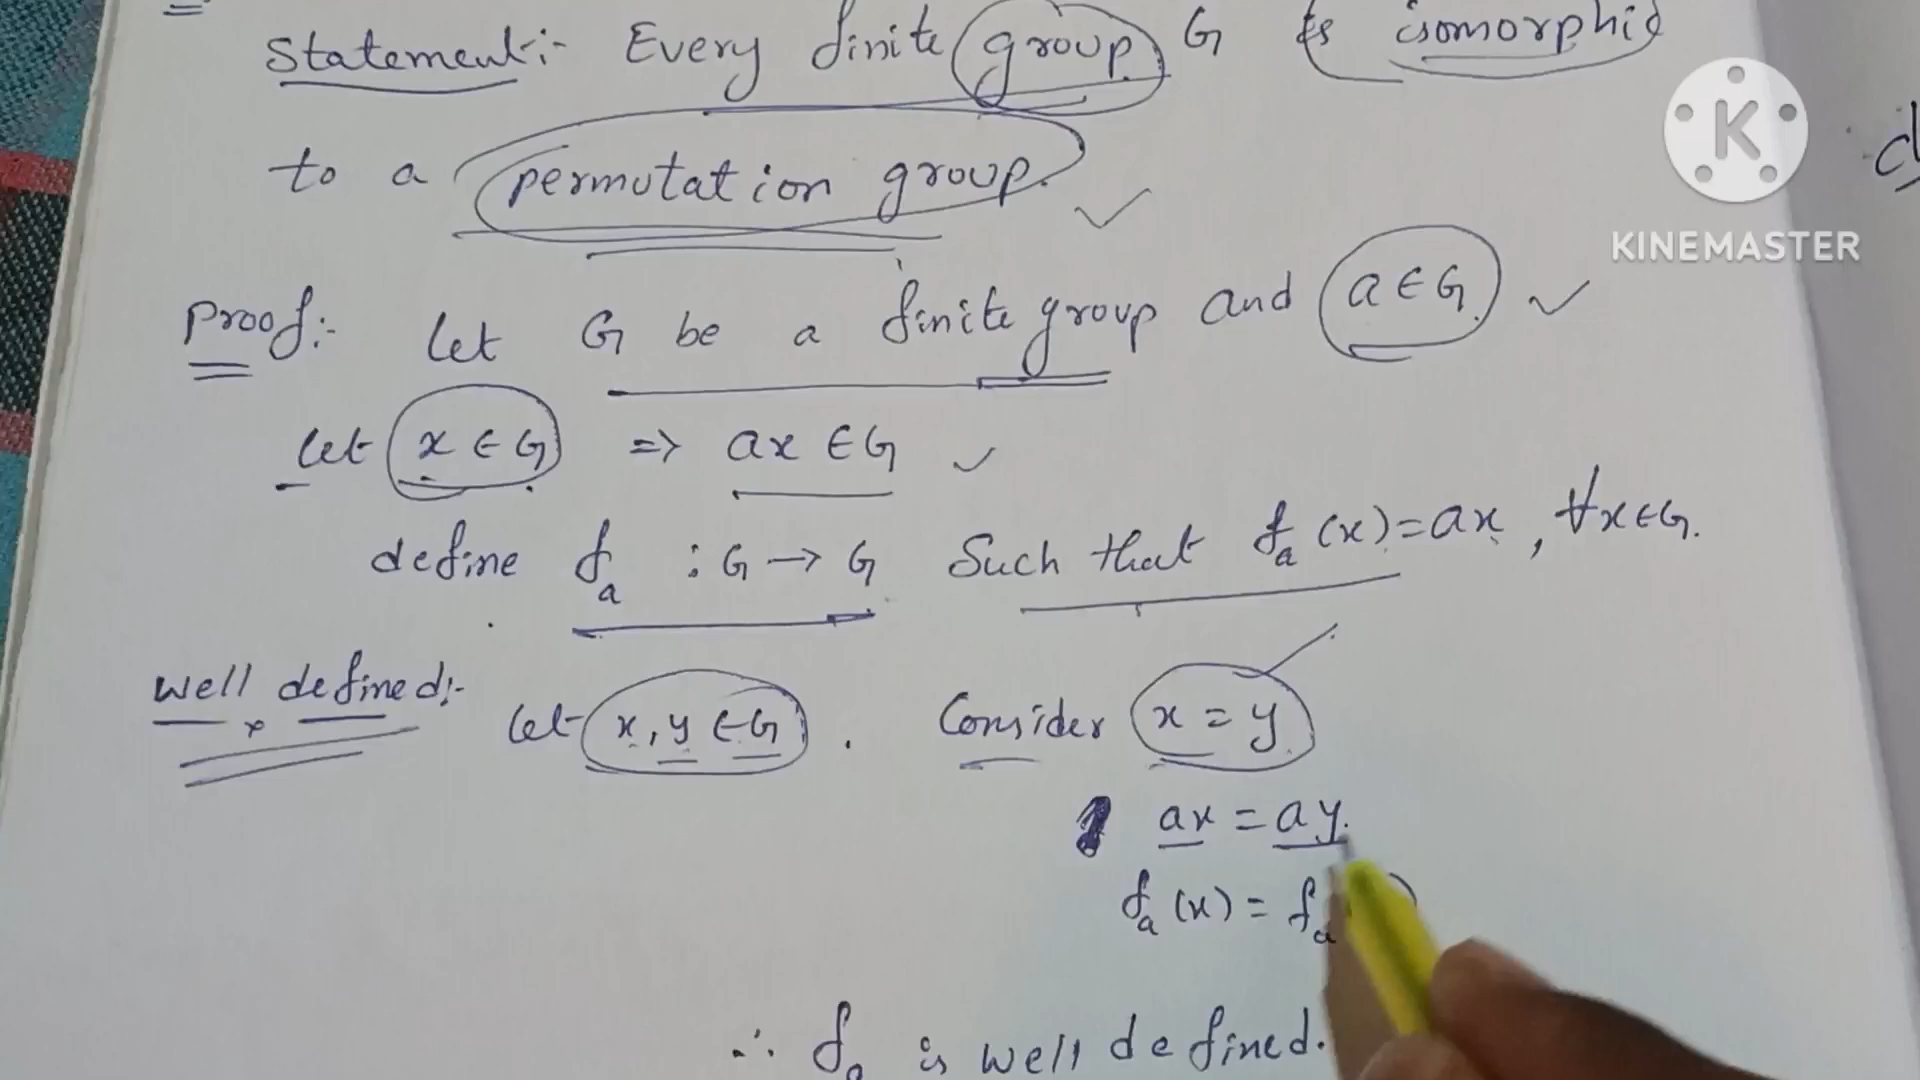 Statement:- Every finite group G is isomorphic
to a permutation group.
KINEMASTER
Proof:- Let G be a finite group and a ∈ G.
Let x ∈ G => ax ∈ G
define f_a : G → G Such that f_a (x) = ax, ∀x∈G.
Well defined:- Let x, y ∈ G. Consider x = y
ax = ay.
f_a (x) = f_a
∴ f_a is well defined.